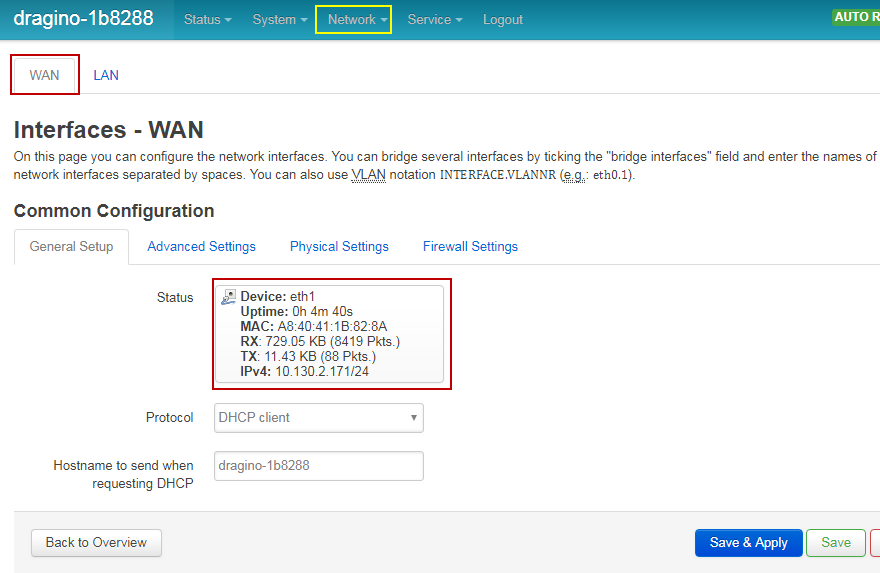 dragino-1b8288 Status System Network Service Logout AUTO R
WAN LAN
Interfaces - WAN
On this page you can configure the network interfaces. You can bridge several interfaces by ticking the "bridge interfaces" field and enter the names of
network interfaces separated by spaces. You can also use VLAN notation INTERFACE.VLANNR (e.g.: eth0.1).
Common Configuration
General Setup Advanced Settings Physical Settings Firewall Settings
Status
Device: eth1
Uptime: 0h 4m 40s
MAC: A8:40:41:1B:82:8A
RX: 729.05 KB (8419 Pkts.)
TX: 11.43 KB (88 Pkts.)
IPv4: 10.130.2.171/24
Protocol DHCP client
Hostname to send when
requesting DHCP
dragino-1b8288
Back to Overview Save & Apply Save